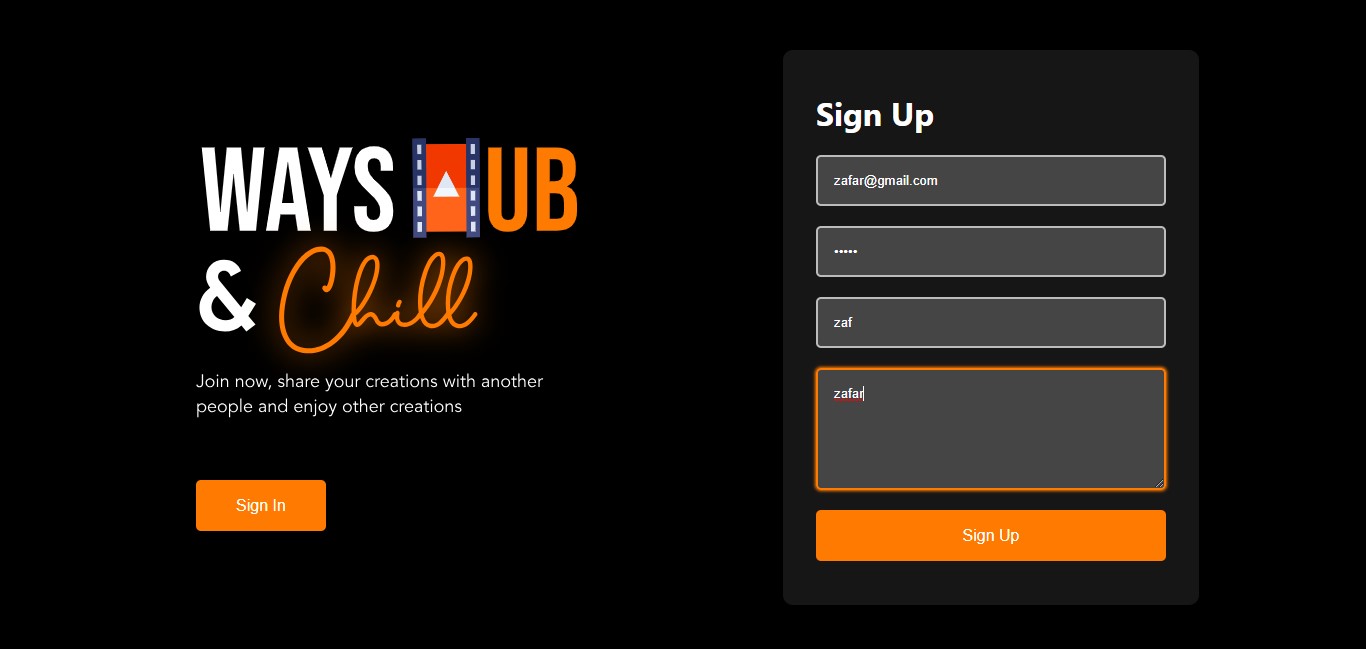 WAYS HUB
& Chill
Join now, share your creations with another
people and enjoy other creations
Sign In
Sign Up
zafar@gmail.com
•••••
zaf
zafar
Sign Up